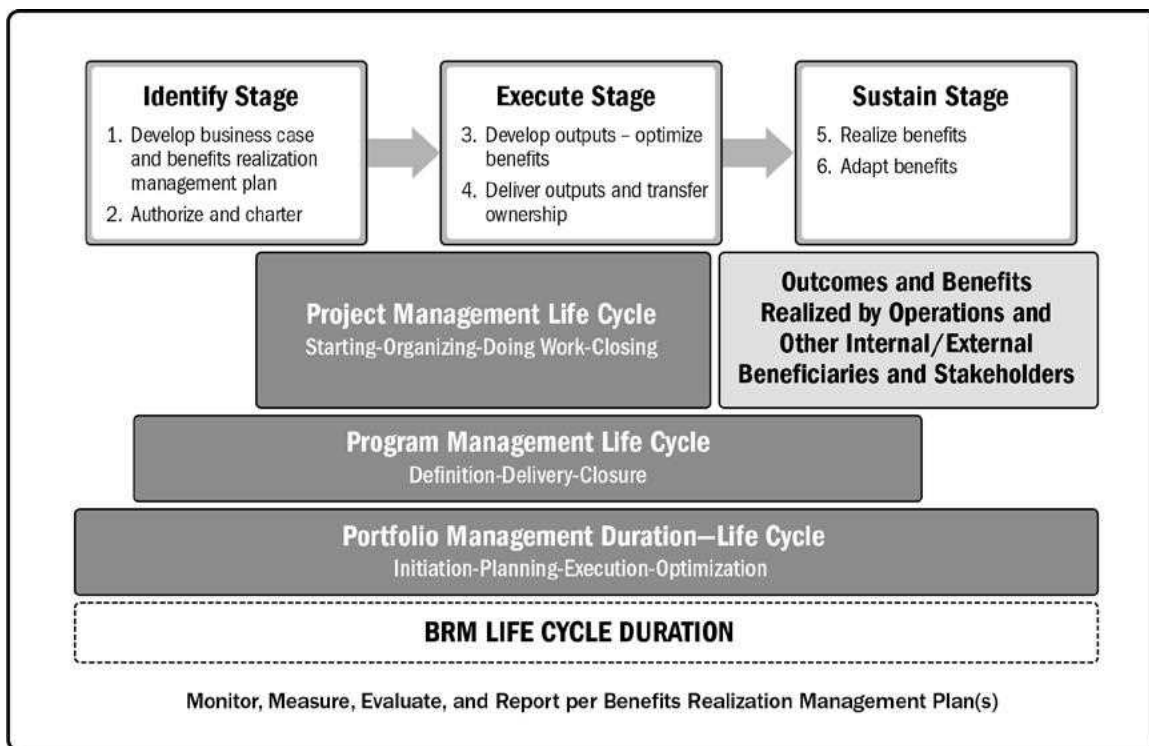 Identify Stage
1. Develop business case
and benefits realization
management plan
2. Authorize and charter
Execute Stage
3. Develop outputs – optimize
benefits
4. Deliver outputs and transfer
ownership
Sustain Stage
5. Realize benefits
6. Adapt benefits
Project Management Life Cycle
Starting-Organizing-Doing Work-Closing
Outcomes and Benefits
Realized by Operations and
Other Internal/External
Beneficiaries and Stakeholders
Program Management Life Cycle
Definition-Delivery-Closure
Portfolio Management Duration—Life Cycle
Initiation-Planning-Execution-Optimization
BRM LIFE CYCLE DURATION
Monitor, Measure, Evaluate, and Report per Benefits Realization Management Plan(s)